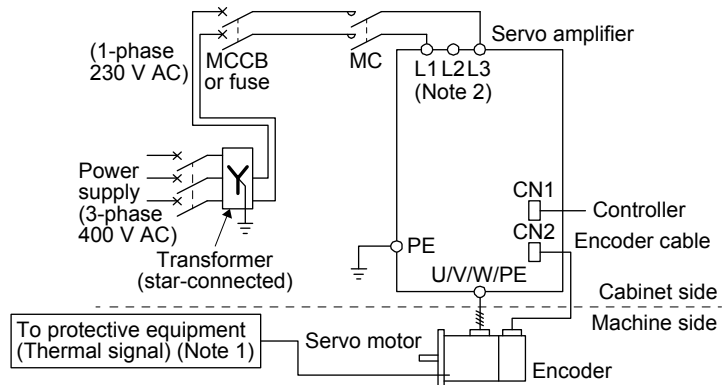 (1-phase
230 V AC)
MCCB
or fuse
MC
Servo amplifier
L1 L2 L3
(Note 2)
Power
supply
(3-phase
400 V AC)
Transformer
(star-connected)
PE
CN1
Controller
CN2
Encoder cable
U/V/W/PE
Cabinet side
Machine side
To protective equipment
(Thermal signal) (Note 1)
Servo motor
Encoder